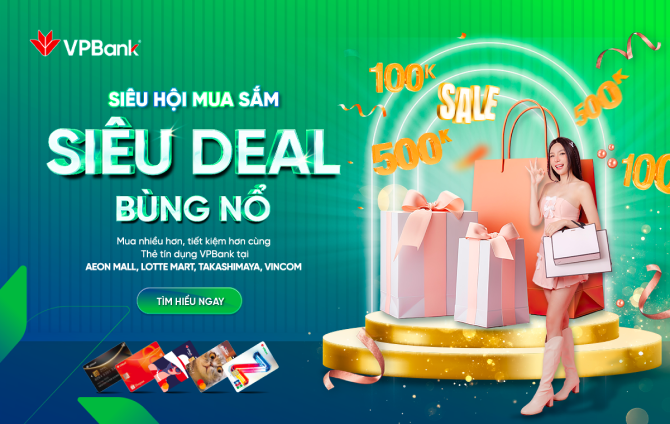 VPBank
SIÊU HỘI MUA SẮM
SIÊU DEAL
BÙNG NỔ
Mua nhiều hơn, tiết kiệm hơn cùng
Thẻ tín dụng VPBank tại
AEON MALL, LOTTE MART, TAKASHIMAYA, VINCOM
TÌM HIỂU NGAY
100K
SALE
500K
500K
100